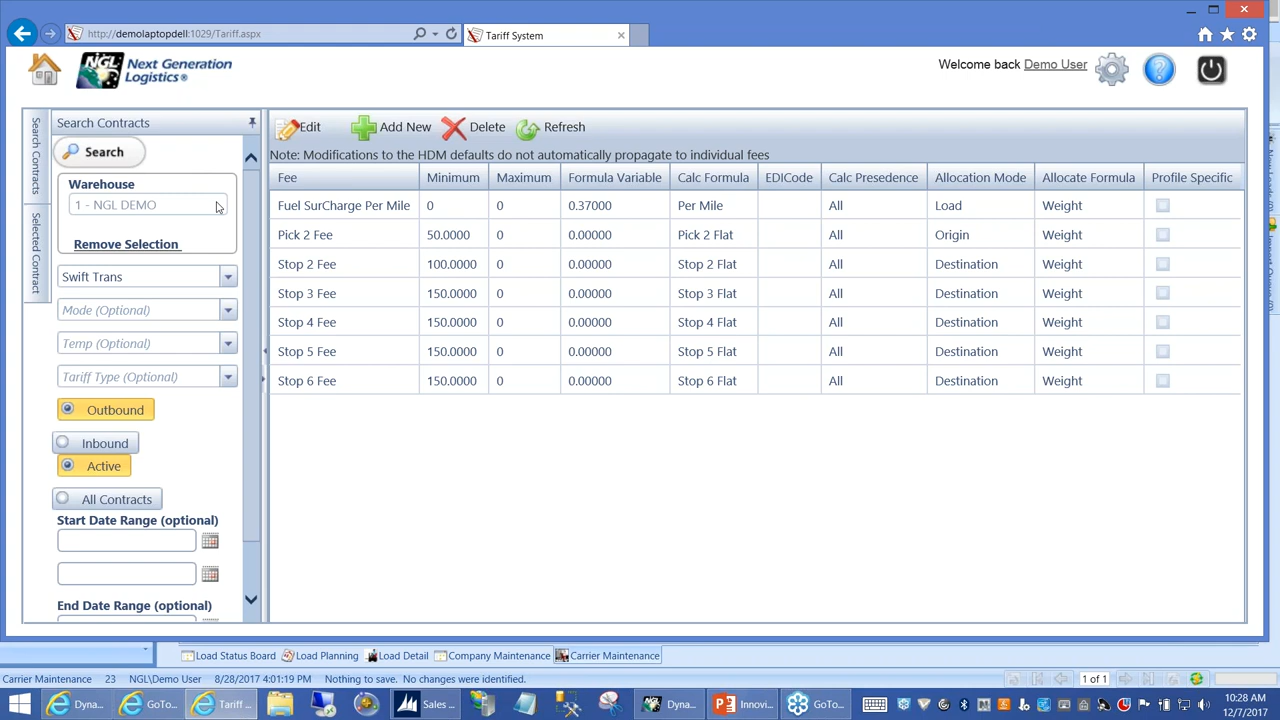 http://demolaptopdell:1029/Tariff.aspx
Tariff System
NGL Next Generation
Logistics®
Welcome back Demo User
Search Contracts
Selected Contract
Search Contracts
Search
Warehouse
1 - NGL DEMO
Remove Selection
Swift Trans
Mode (Optional)
Temp (Optional)
Tariff Type (Optional)
Outbound
Inbound
Active
All Contracts
Start Date Range (optional)
End Date Range (optional)
Edit Add New Delete Refresh
Note: Modifications to the HDM defaults do not automatically propagate to individual fees
Fee Minimum Maximum Formula Variable Calc Formula EDICode Calc Presedence Allocation Mode Allocate Formula Profile Specific
Fuel SurCharge Per Mile 0 0 0.37000 Per Mile All Load Weight
Pick 2 Fee 50.0000 0 0.00000 Pick 2 Flat All Origin Weight
Stop 2 Fee 100.0000 0 0.00000 Stop 2 Flat All Destination Weight
Stop 3 Fee 150.0000 0 0.00000 Stop 3 Flat All Destination Weight
Stop 4 Fee 150.0000 0 0.00000 Stop 4 Flat All Destination Weight
Stop 5 Fee 150.0000 0 0.00000 Stop 5 Flat All Destination Weight
Stop 6 Fee 150.0000 0 0.00000 Stop 6 Flat All Destination Weight
Load Status Board Load Planning Load Detail Company Maintenance Carrier Maintenance
Carrier Maintenance 23 NGL\Demo User 8/28/2017 4:01:19 PM Nothing to save. No changes were identified. 1 of 1
Dyna... GoTo... Tariff ... Sales ... Dyna... Innovi... GoTo...
10:28 AM
12/7/2017